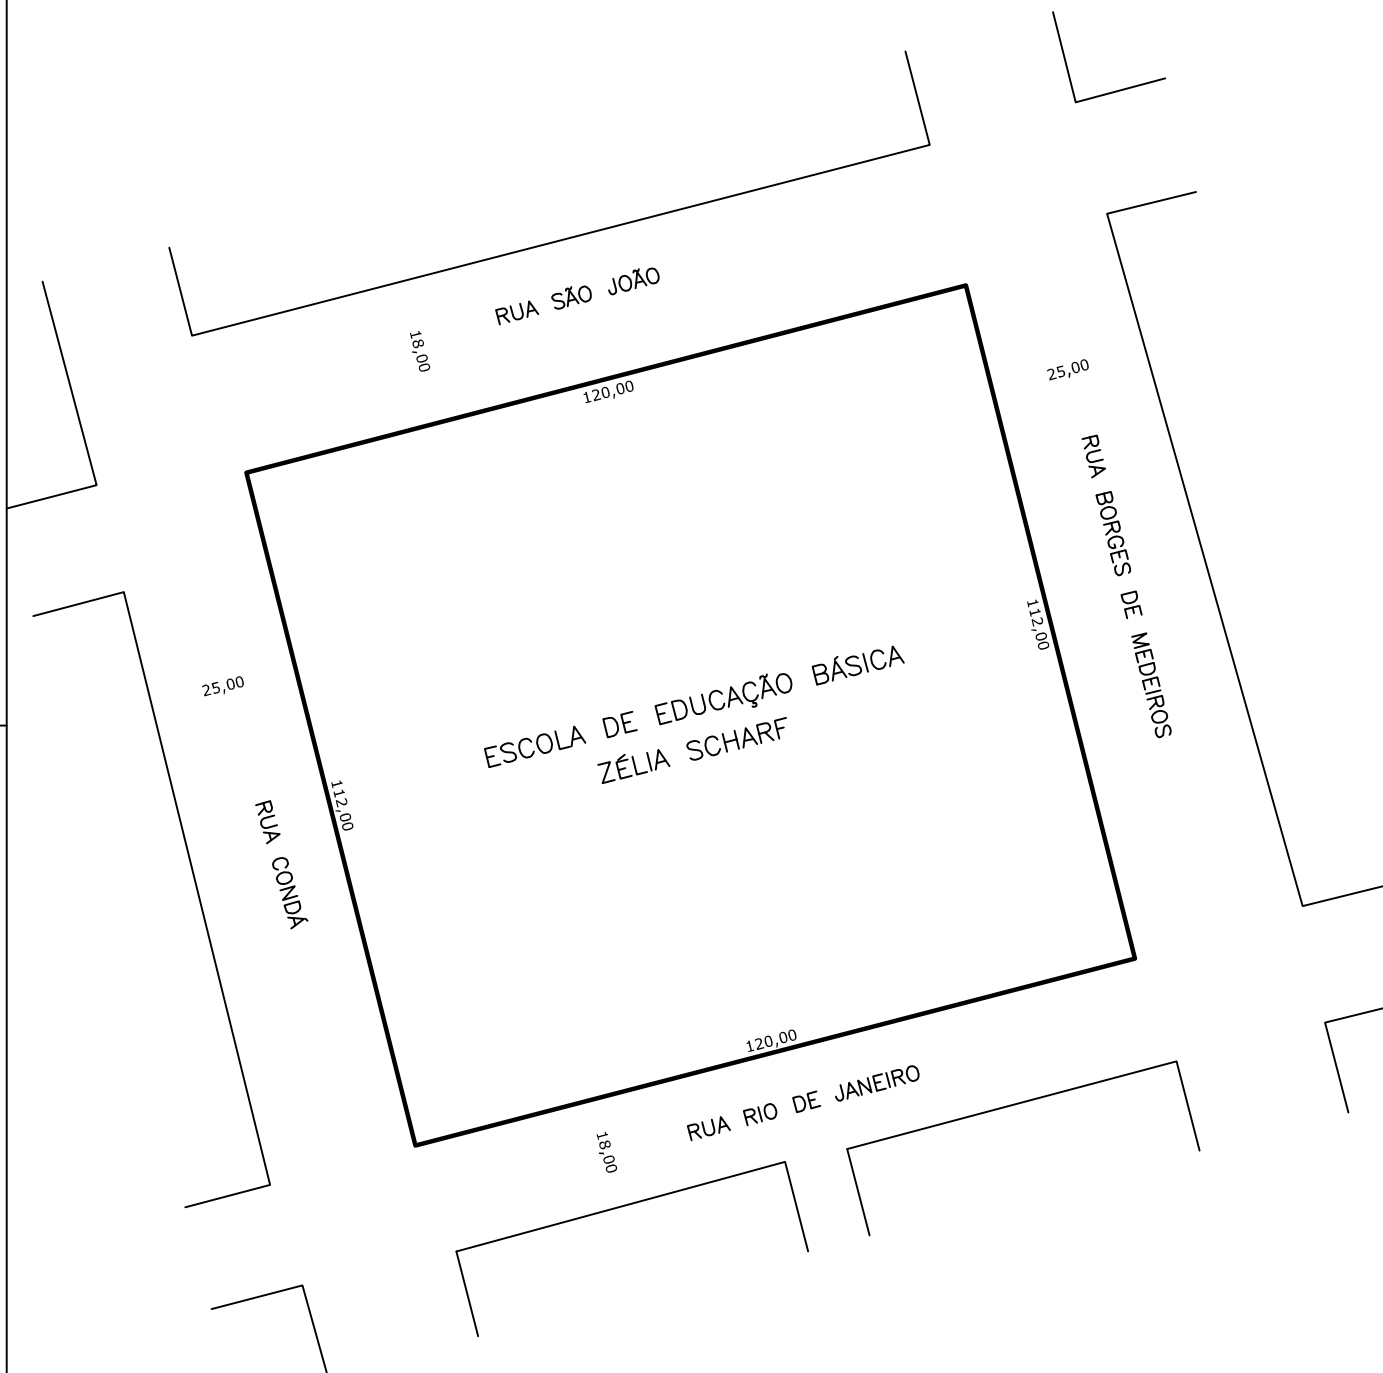 RUA SÃO JOÃO
18,00
120,00
25,00
RUA BORGES DE MEDEIROS
112,00
ESCOLA DE EDUCAÇÃO BÁSICA
ZÉLIA SCHARF
25,00
112,00
RUA CONDÁ
120,00
RUA RIO DE JANEIRO
18,00